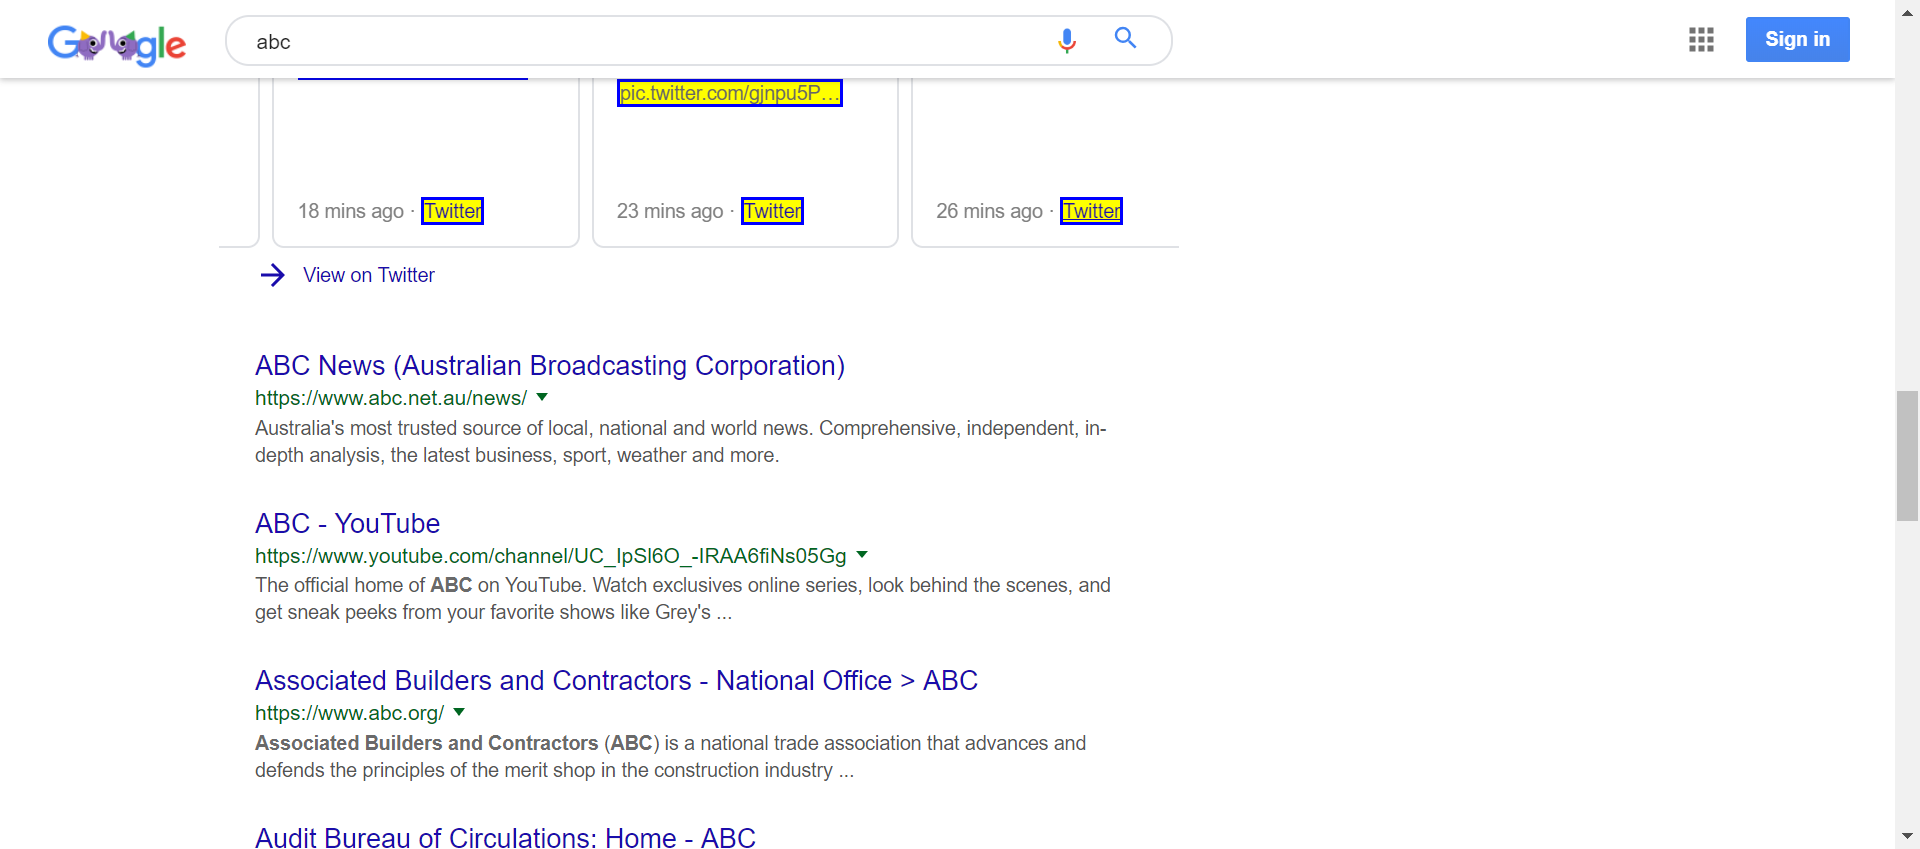 Google
abc
Sign in
pic.twitter.com/gjnpu5P...
18 mins ago · Twitter
23 mins ago · Twitter
26 mins ago · Twitter
View on Twitter
ABC News (Australian Broadcasting Corporation)
https://www.abc.net.au/news/
Australia's most trusted source of local, national and world news. Comprehensive, independent, in-
depth analysis, the latest business, sport, weather and more.
ABC - YouTube
https://www.youtube.com/channel/UC_IpSl6O_-IRAA6fiNs05Gg
The official home of ABC on YouTube. Watch exclusives online series, look behind the scenes, and
get sneak peeks from your favorite shows like Grey's ...
Associated Builders and Contractors - National Office > ABC
https://www.abc.org/
Associated Builders and Contractors (ABC) is a national trade association that advances and
defends the principles of the merit shop in the construction industry ...
Audit Bureau of Circulations: Home - ABC